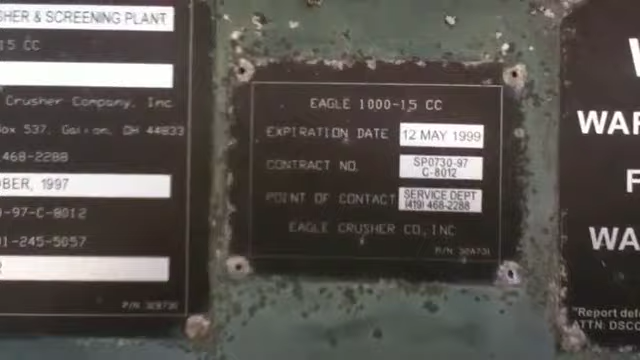 SHER & SCREENING PLANT
15 CC
Crusher Company, Inc
Box 537, Galion, OH 44833
468-2288
OBER, 1997
-97-C-8012
01-245-5057
R
P/N 328730
EAGLE 1000-15 CC
EXPIRATION DATE 12 MAY 1999
CONTRACT NO. SP0730-97
C-8012
POINT OF CONTACT SERVICE DEPT
(419) 468-2288
EAGLE CRUSHER CO., INC
W
WAR
F
WA
"Report def
ATTN: DSCC